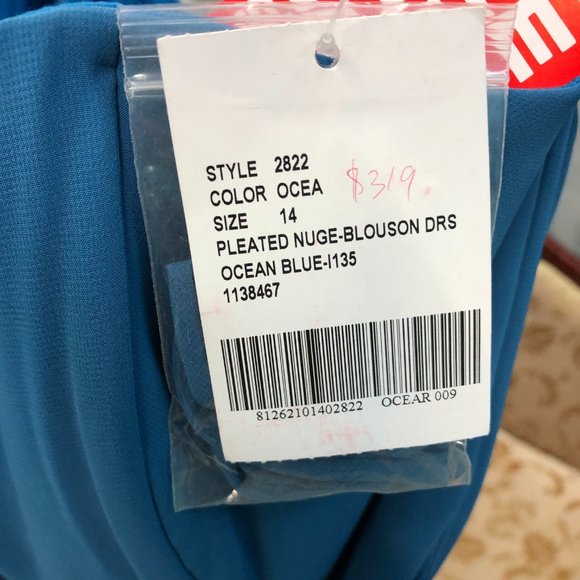 STYLE 2822
COLOR OCEA $319
SIZE 14
PLEATED NUGE-BLOUSON DRS
OCEAN BLUE-I135
1138467
81262101402822 OCEAR 009